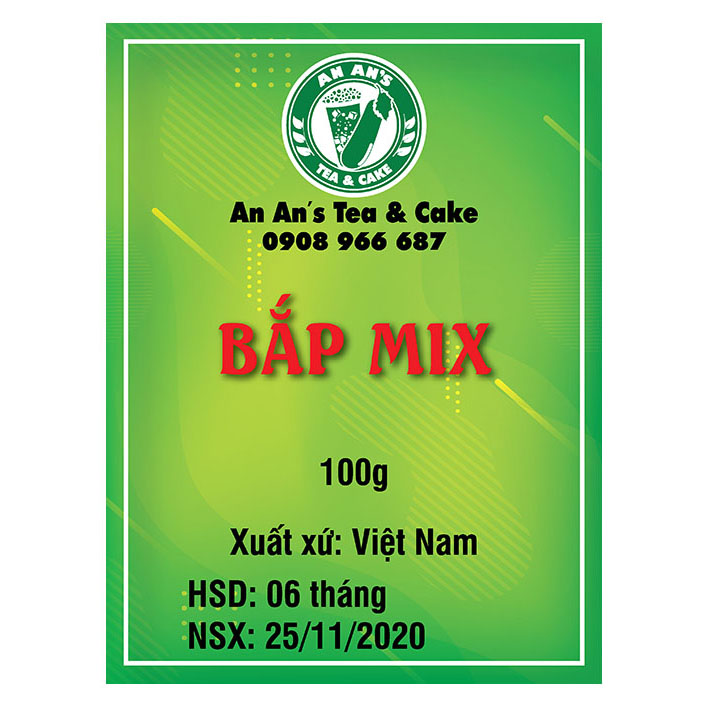 AN AN'S
TEA & CAKE
An An's Tea & Cake
0908 966 687
BẮP MIX
100g
Xuất xứ: Việt Nam
HSD: 06 tháng
NSX: 25/11/2020